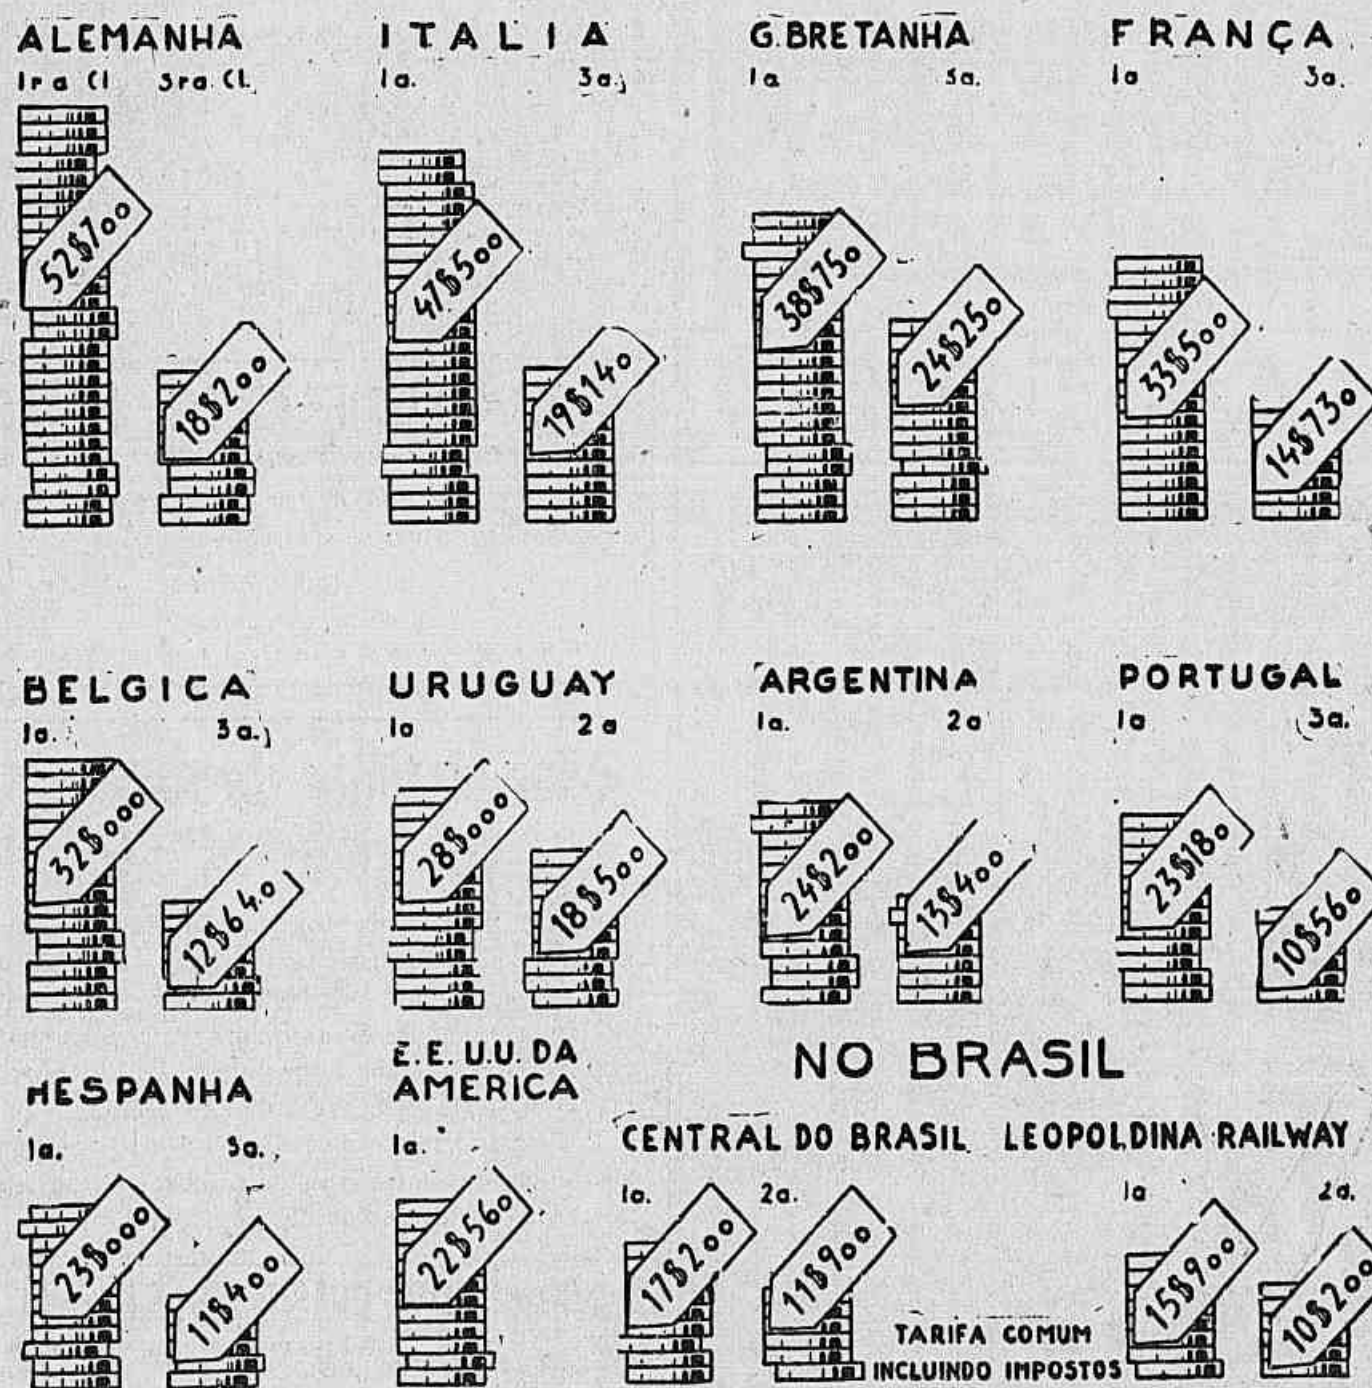 ALEMANHA
1ra Cl 3ra. Cl.
52$700
18$200
ITALIA
1a. 3a.
47$500
19$140
G.BRETANHA
1a 3a.
38$750
24$250
FRANÇA
1a 3a.
33$500
14$730
BELGICA
1a. 3a.
32$000
12$640
URUGUAY
1a 2a
28$000
18$500
ARGENTINA
1a. 2a
24$200
13$400
PORTUGAL
1a 3a.
23$180
10$560
HESPANHA
1a. 3a.
23$000
11$400
E.E. U.U. DA
AMERICA
1a.
22$560
NO BRASIL
CENTRAL DO BRASIL
1a. 2a.
17$200
11$900
LEOPOLDINA RAILWAY
1a 2a.
15$900
10$200
TARIFA COMUM
INCLUINDO IMPOSTOS